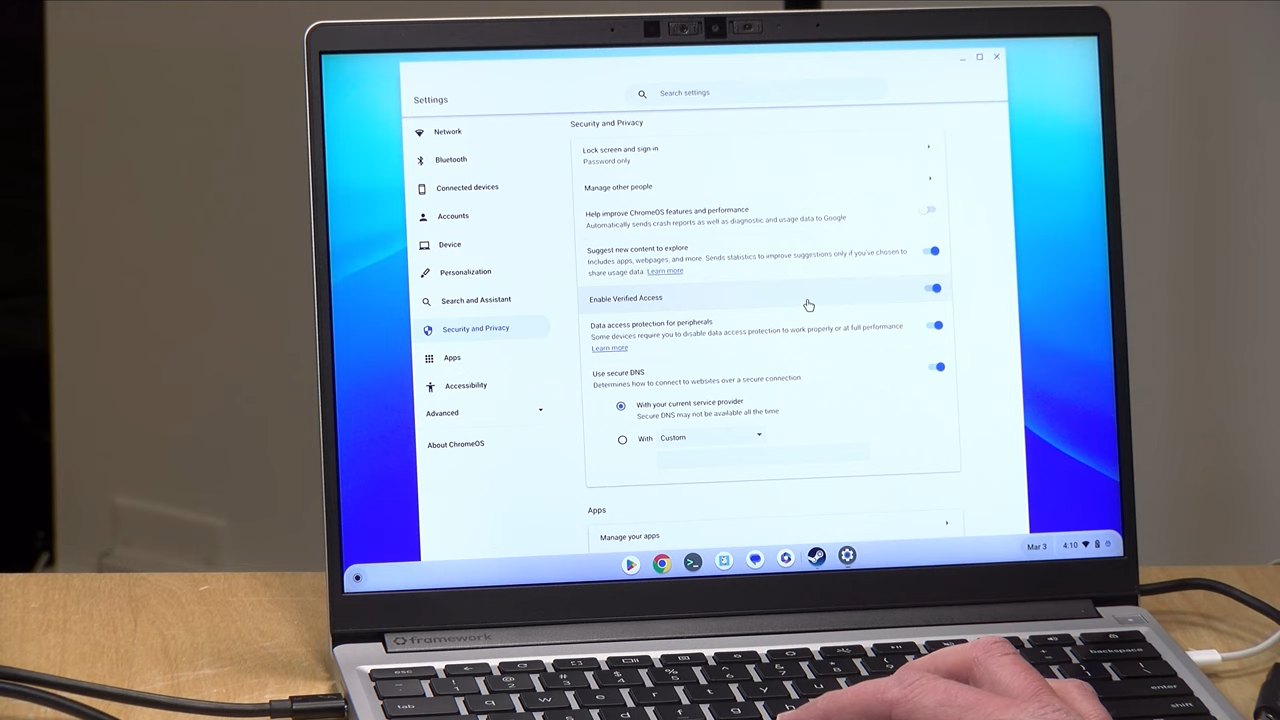 Settings
Search settings
Network
Bluetooth
Connected devices
Accounts
Device
Personalization
Search and Assistant
Security and Privacy
Apps
Accessibility
Advanced
About ChromeOS
Security and Privacy
Lock screen and sign-in
Password only
Manage other people
Help improve ChromeOS features and performance
Automatically sends crash reports as well as diagnostic and usage data to Google
Suggest new content to explore
Includes apps, webpages, and more. Sends statistics to improve suggestions only if you've chosen to
share usage data. Learn more
Enable Verified Access
Data access protection for peripherals
Some devices require you to disable data access protection to work properly or at full performance
Learn more
Use secure DNS
Determines how to connect to websites over a secure connection
With your current service provider
Secure DNS may not be available all the time
With Custom
Apps
Manage your apps
Mar 3 4:10
framework
esc
backspace
tab q w e r t y u
enter
shift